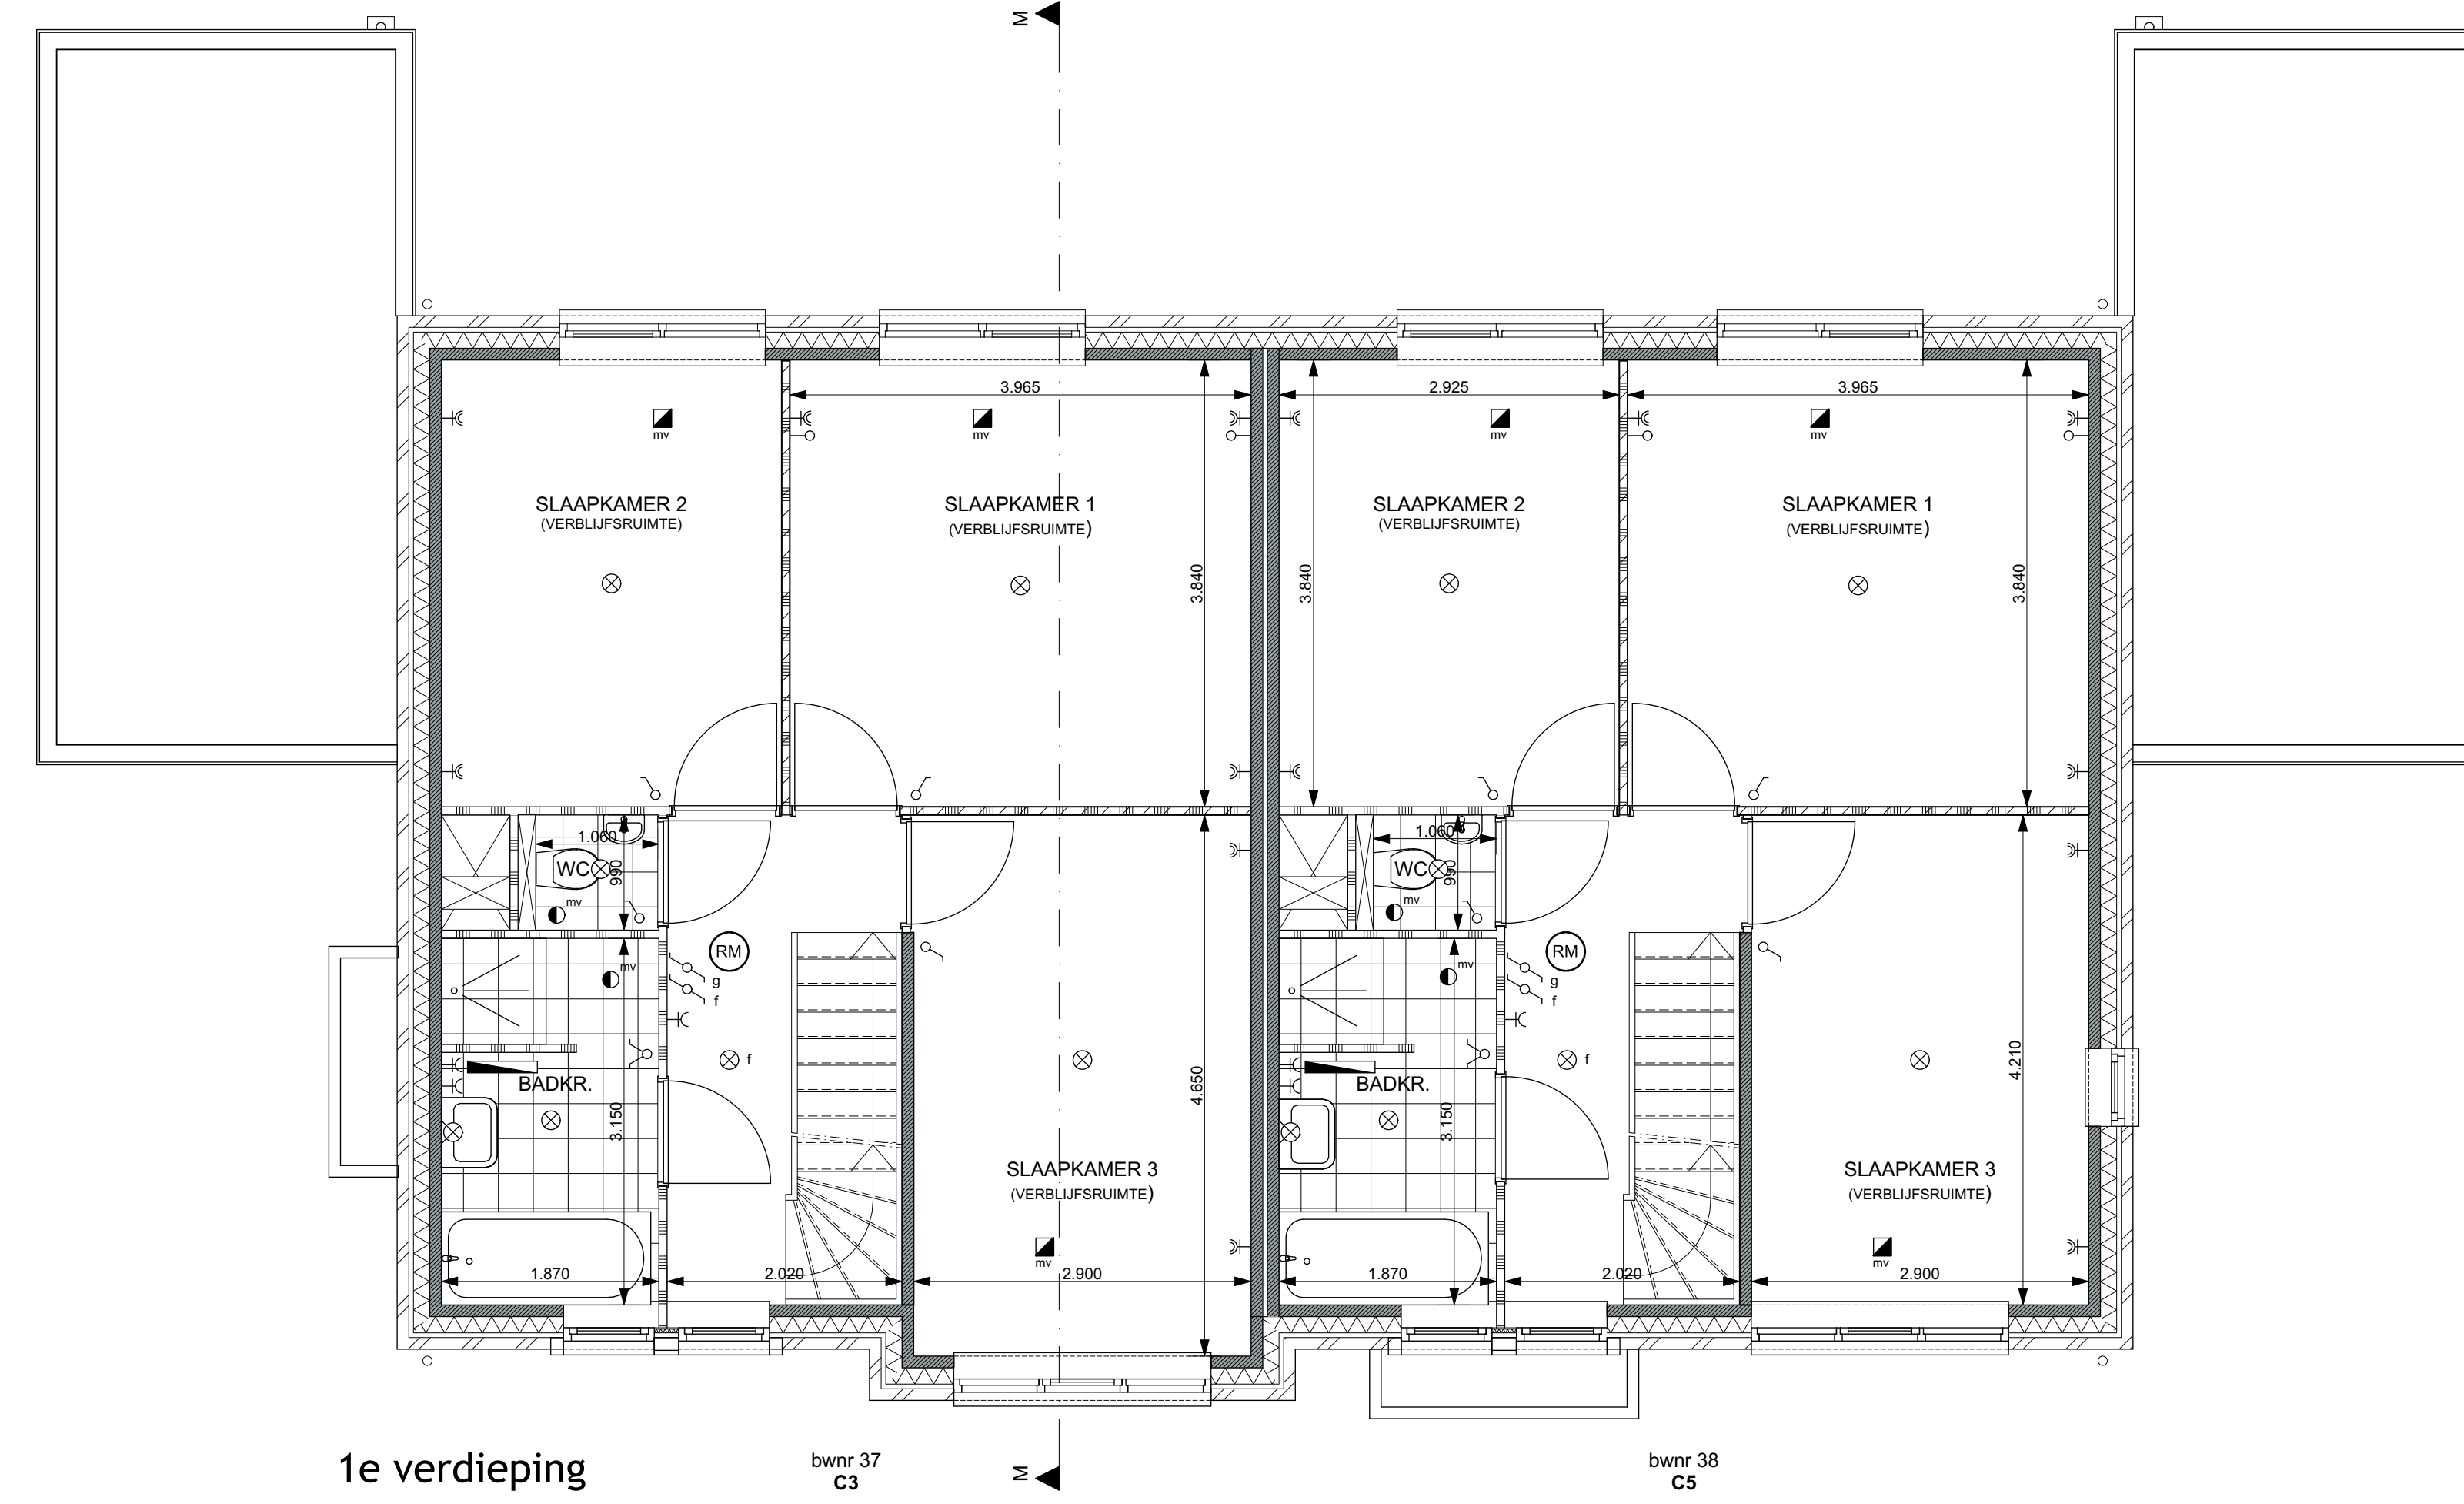 M
3.965
2.925
3.965
mv
mv
mv
mv
SLAAPKAMER 2
(VERBLIJFSRUIMTE)
SLAAPKAMER 1
(VERBLIJFSRUIMTE)
SLAAPKAMER 2
(VERBLIJFSRUIMTE)
SLAAPKAMER 1
(VERBLIJFSRUIMTE)
3.840
3.840
3.840
1.060
1.060
WC
990
WC
990
mv
mv
RM
RM
mv
mv
g
g
f
f
f
f
BADKR.
BADKR.
3.150
4.650
3.150
4.210
SLAAPKAMER 3
(VERBLIJFSRUIMTE)
SLAAPKAMER 3
(VERBLIJFSRUIMTE)
mv
mv
1.870
2.020
2.900
1.870
2.020
2.900
1e verdieping
bwnr 37
C3
M
bwnr 38
C5